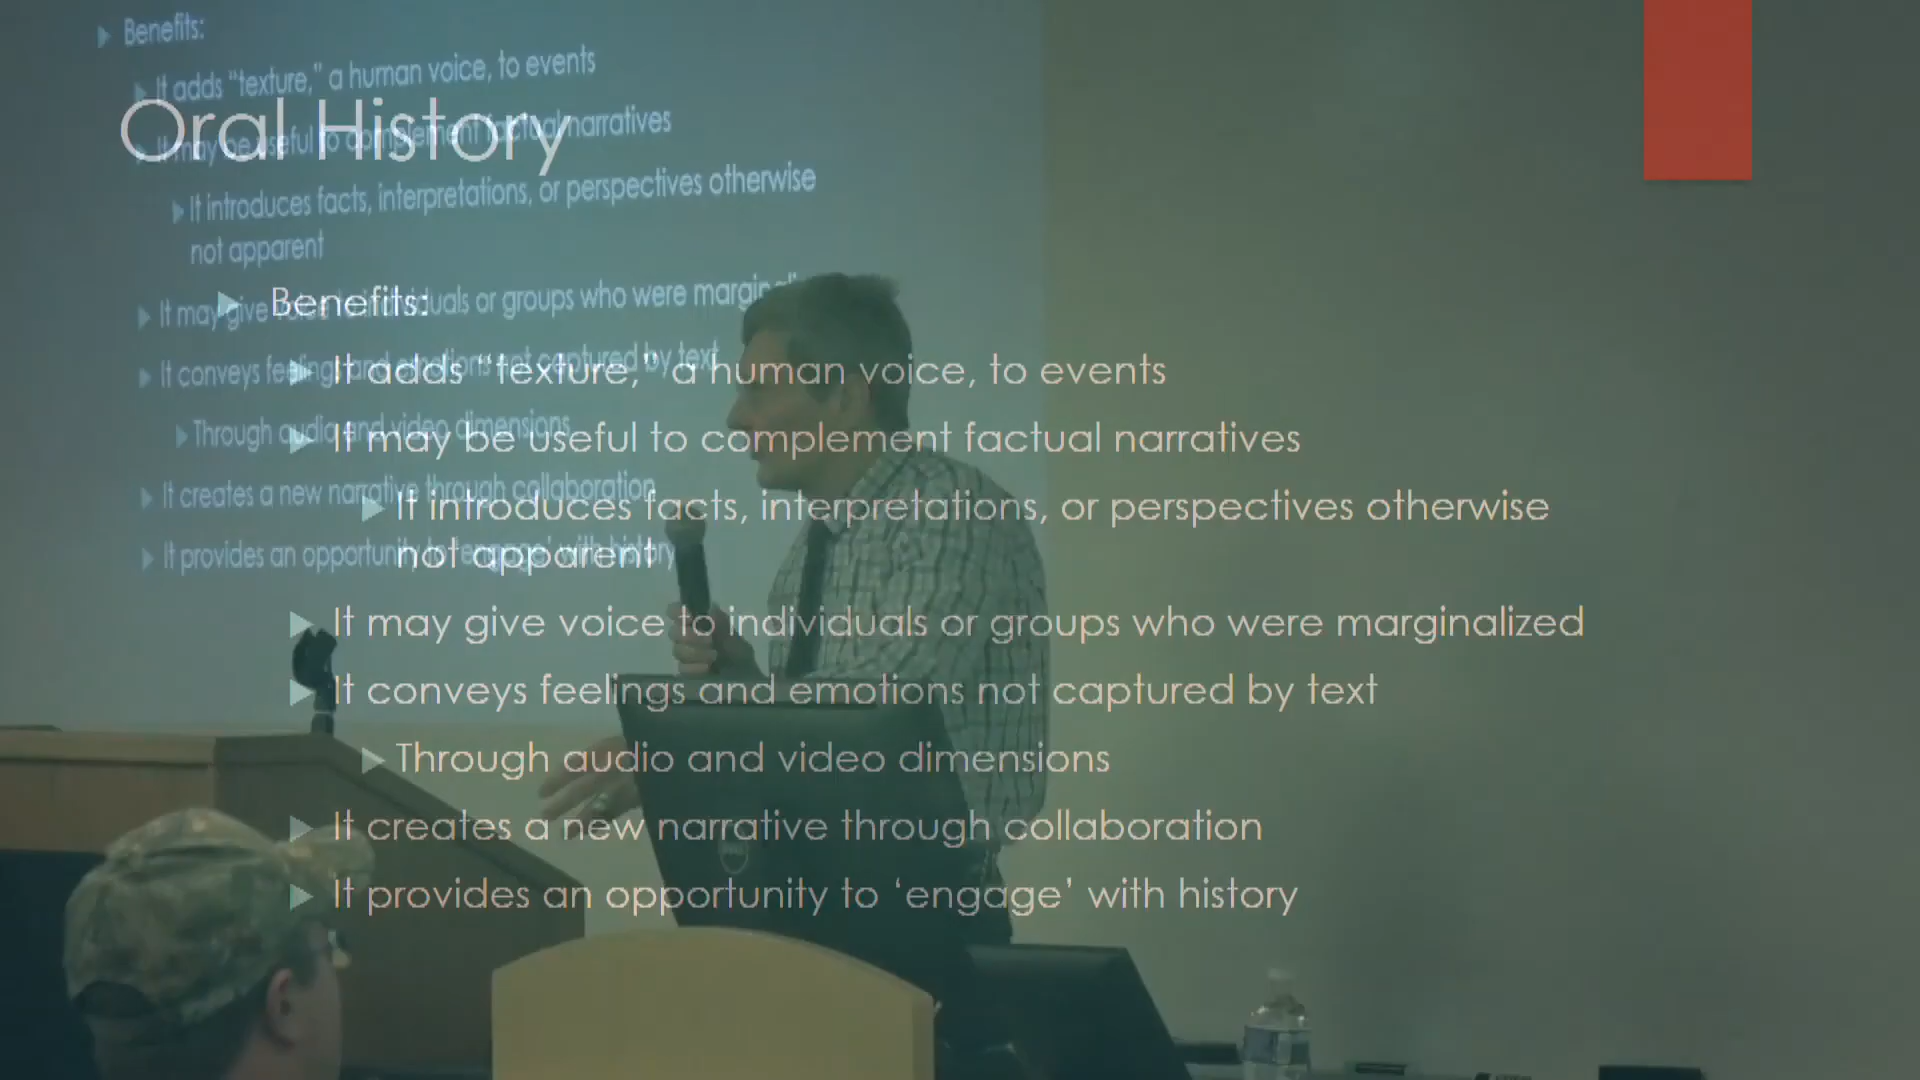 Oral History
Benefits:
It adds “texture,” a human voice, to events
It may be useful to complement factual narratives
It introduces facts, interpretations, or perspectives otherwise
not apparent
It may give voice to individuals or groups who were marginalized
It conveys feelings and emotions not captured by text
Through audio and video dimensions
It creates a new narrative through collaboration
It provides an opportunity to ‘engage’ with history
Benefits:
It adds “texture,” a human voice, to events
It may be useful to complement factual narratives
It introduces facts, interpretations, or perspectives otherwise
not apparent
It may give voice to individuals or groups who were
It conveys feelings and emotions not captured by text
Through audio and video dimensions
It creates a new narrative through collaboration
It provides an opportunity to ‘engage’ with history
DELL